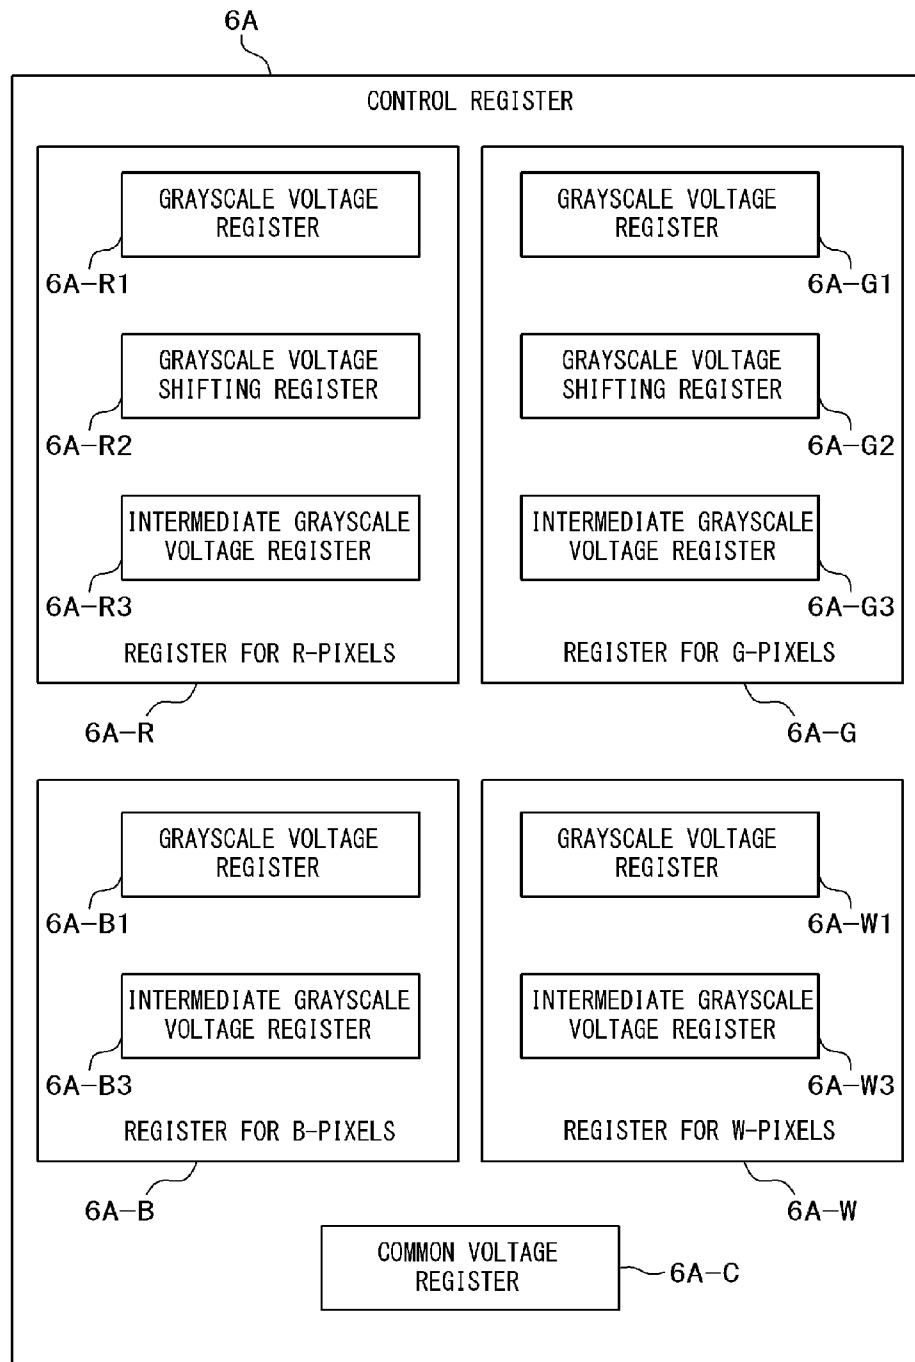 6A
CONTROL REGISTER
GRAYSCALE VOLTAGE
REGISTER
6A-R1
GRAYSCALE VOLTAGE
SHIFTING REGISTER
6A-R2
INTERMEDIATE GRAYSCALE
VOLTAGE REGISTER
6A-R3
REGISTER FOR R-PIXELS
6A-R
GRAYSCALE VOLTAGE
REGISTER
6A-G1
GRAYSCALE VOLTAGE
SHIFTING REGISTER
6A-G2
INTERMEDIATE GRAYSCALE
VOLTAGE REGISTER
6A-G3
REGISTER FOR G-PIXELS
6A-G
GRAYSCALE VOLTAGE
REGISTER
6A-B1
INTERMEDIATE GRAYSCALE
VOLTAGE REGISTER
6A-B3
REGISTER FOR B-PIXELS
6A-B
GRAYSCALE VOLTAGE
REGISTER
6A-W1
INTERMEDIATE GRAYSCALE
VOLTAGE REGISTER
6A-W3
REGISTER FOR W-PIXELS
6A-W
COMMON VOLTAGE
REGISTER
6A-C